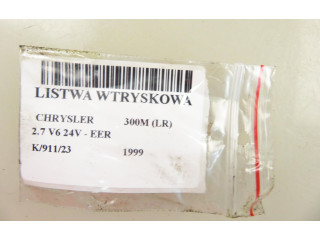 LISTWA WTRYSKOWA
CHRYSLER 300M (LR)
2.7 V6 24V - EER
K/911/23 1999